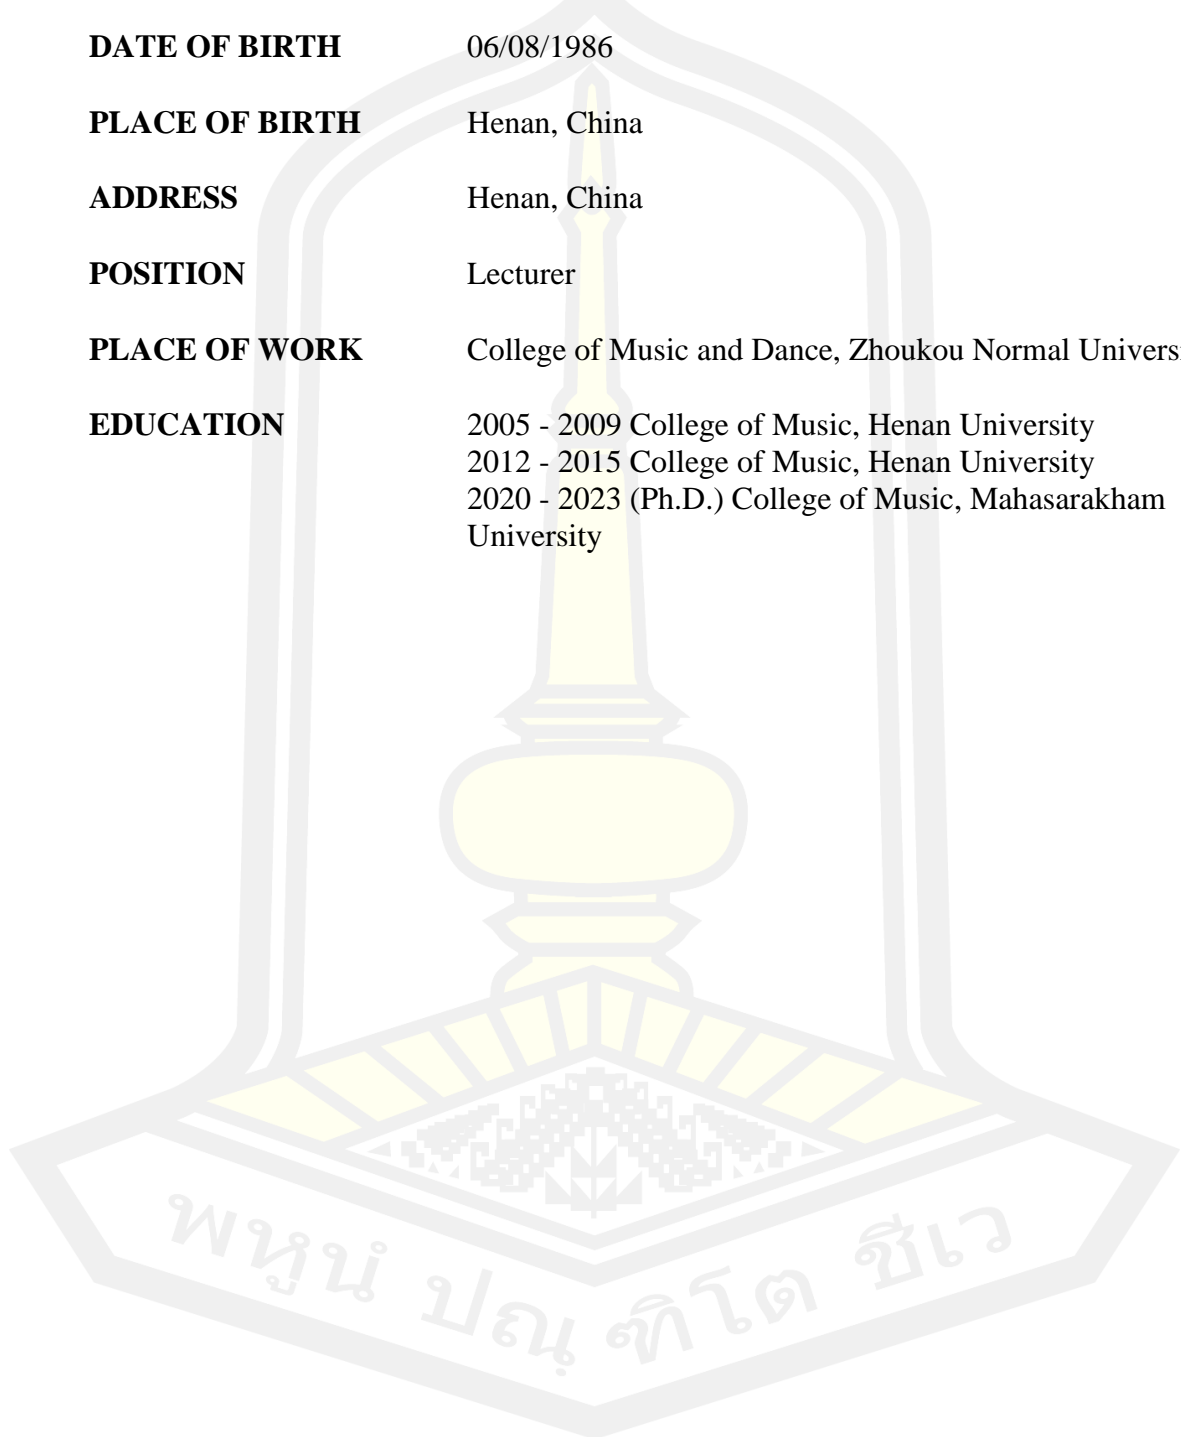 DATE OF BIRTH 06/08/1986
PLACE OF BIRTH Henan, China
ADDRESS Henan, China
POSITION Lecturer
PLACE OF WORK College of Music and Dance, Zhoukou Normal Universi
EDUCATION 2005 - 2009 College of Music, Henan University
2012 - 2015 College of Music, Henan University
2020 - 2023 (Ph.D.) College of Music, Mahasarakham
University
พหูนํ ปณฺฑิโต ชีเว